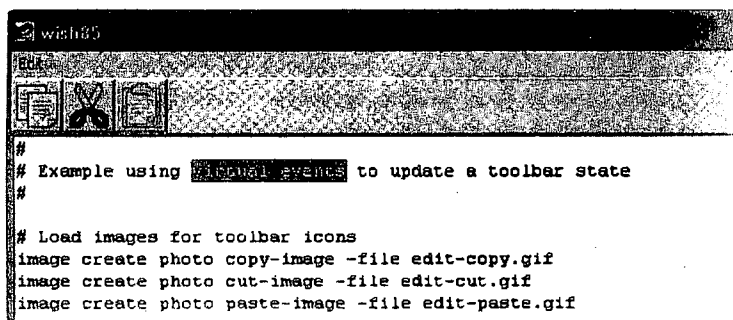 wish85
Edit
#
# Example using virtual events to update a toolbar state
#
# Load images for toolbar icons
image create photo copy-image -file edit-copy.gif
image create photo cut-image -file edit-cut.gif
image create photo paste-image -file edit-paste.gif